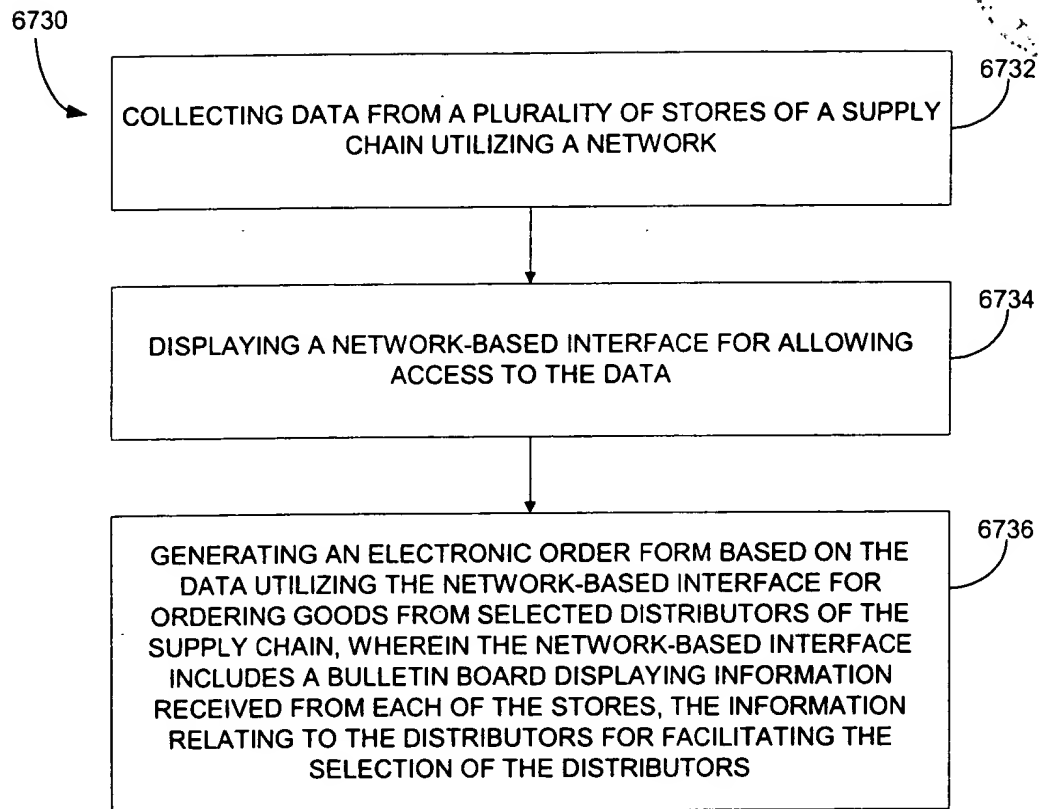 6730
6732
COLLECTING DATA FROM A PLURALITY OF STORES OF A SUPPLY
CHAIN UTILIZING A NETWORK
6734
DISPLAYING A NETWORK-BASED INTERFACE FOR ALLOWING
ACCESS TO THE DATA
6736
GENERATING AN ELECTRONIC ORDER FORM BASED ON THE
DATA UTILIZING THE NETWORK-BASED INTERFACE FOR
ORDERING GOODS FROM SELECTED DISTRIBUTORS OF THE
SUPPLY CHAIN, WHEREIN THE NETWORK-BASED INTERFACE
INCLUDES A BULLETIN BOARD DISPLAYING INFORMATION
RECEIVED FROM EACH OF THE STORES, THE INFORMATION
RELATING TO THE DISTRIBUTORS FOR FACILITATING THE
SELECTION OF THE DISTRIBUTORS